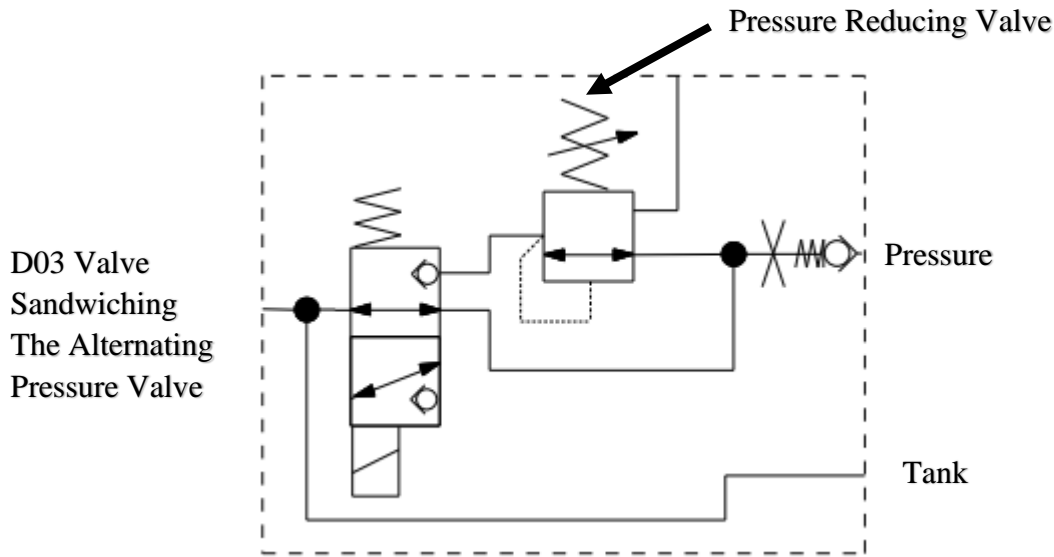 Pressure Reducing Valve
D03 Valve
Sandwiching
The Alternating
Pressure Valve
Pressure
Tank